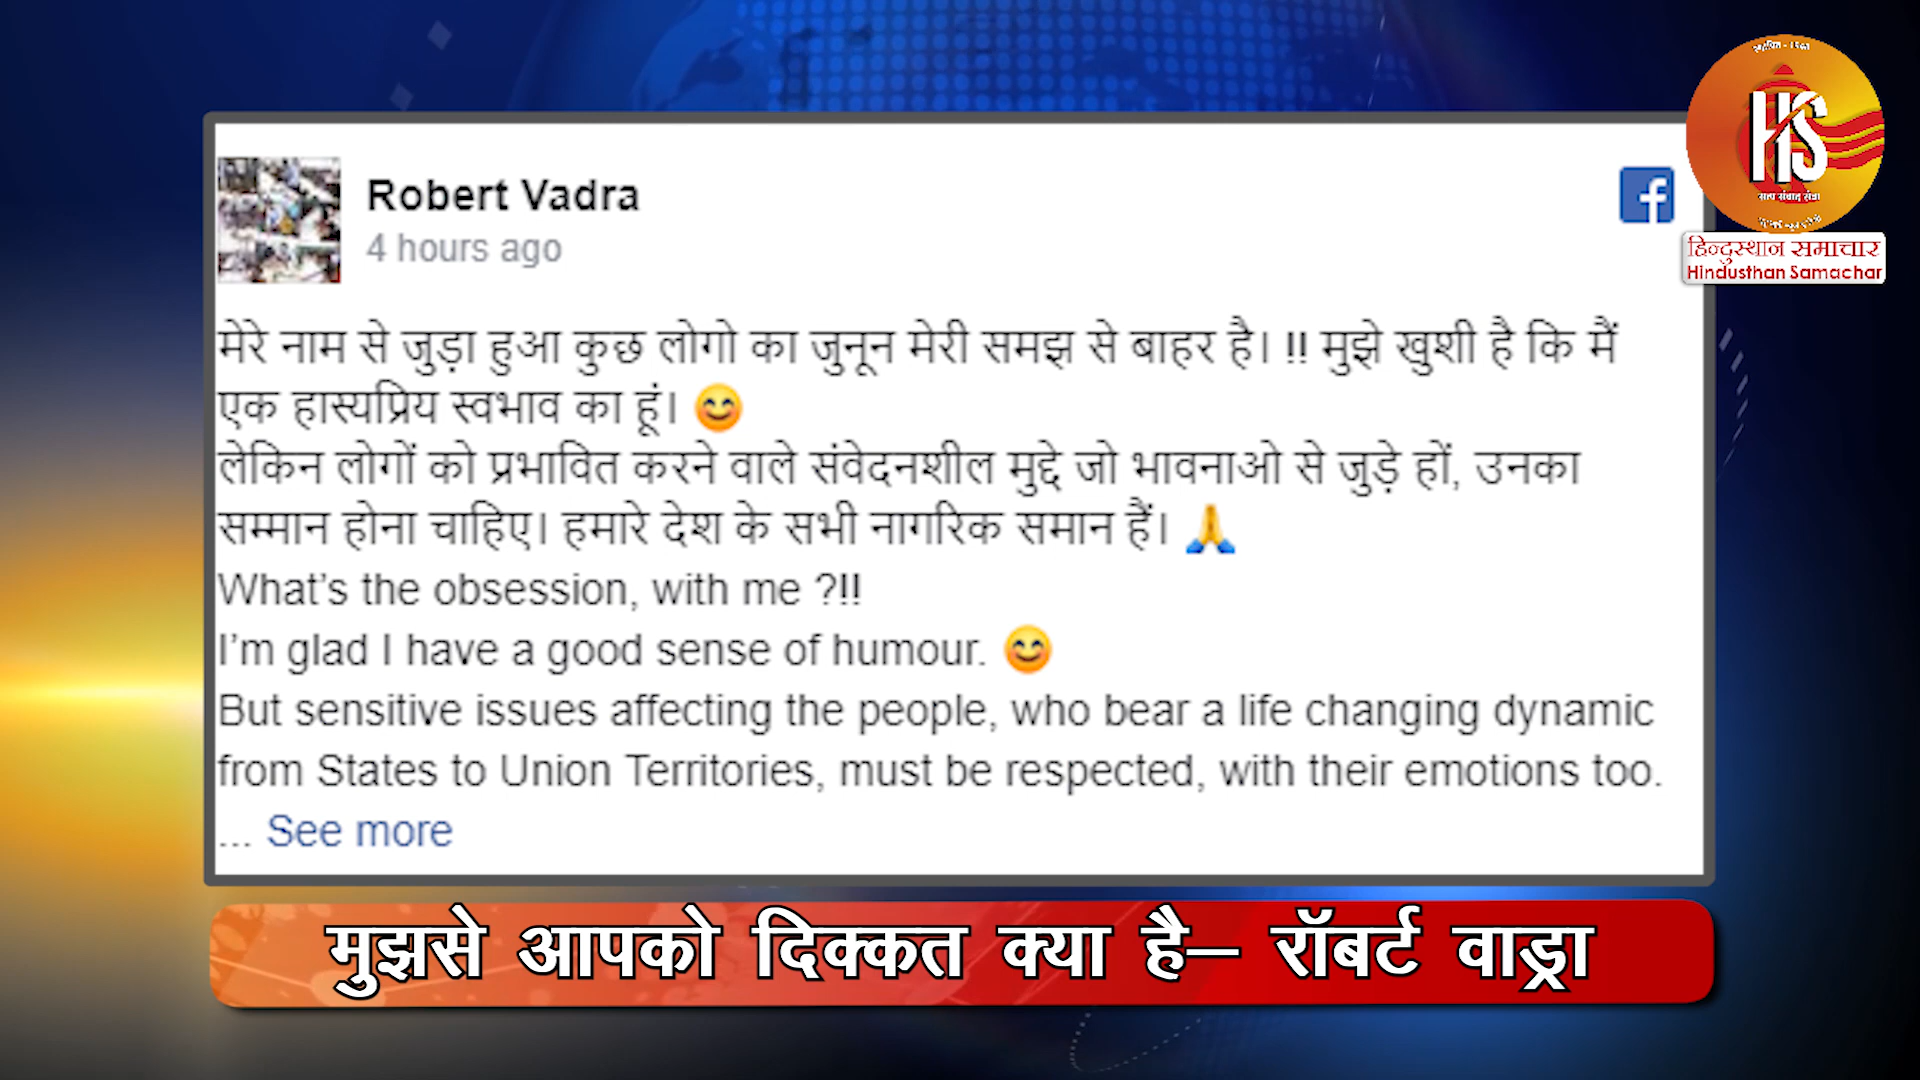 Robert Vadra
4 hours ago
मेरे नाम से जुड़ा हुआ कुछ लोगो का जुनून मेरी समझ से बाहर है। !! मुझे खुशी है कि मैं
एक हास्यप्रिय स्वभाव का हूं। 😊
लेकिन लोगों को प्रभावित करने वाले संवेदनशील मुद्दे जो भावनाओ से जुड़े हों, उनका
सम्मान होना चाहिए। हमारे देश के सभी नागरिक समान हैं। 🙏
What’s the obsession, with me ?!!
I’m glad I have a good sense of humour. 😊
But sensitive issues affecting the people, who bear a life changing dynamic
from States to Union Territories, must be respected, with their emotions too.
... See more
HS
सत्य संवाद सेवा
हिन्दुस्थान समाचार
Hindusthan Samachar
मुझसे आपको दिक्कत क्या है– रॉबर्ट वाड्रा